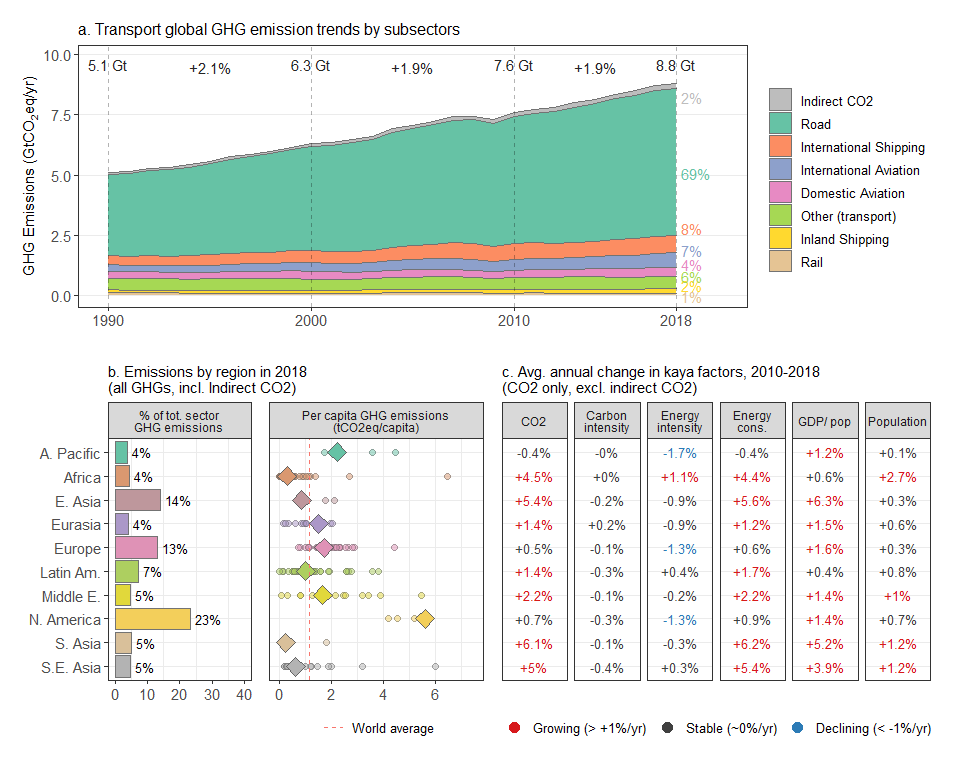 a. Transport global GHG emission trends by subsectors
GHG Emissions (GtCO2eq/yr)
10.0
7.5
5.0
2.5
0.0
5.1 Gt
+2.1%
6.3 Gt
+1.9%
7.6 Gt
+1.9%
8.8 Gt
2%
69%
8%
7%
4%
6%
2%
1%
1990
2000
2010
2018
Indirect CO2
Road
International Shipping
International Aviation
Domestic Aviation
Other (transport)
Inland Shipping
Rail
b. Emissions by region in 2018
(all GHGs, incl. Indirect CO2)
% of tot. sector
GHG emissions
Per capita GHG emissions
(tCO2eq/capita)
A. Pacific 4%
Africa 4%
E. Asia 14%
Eurasia 4%
Europe 13%
Latin Am. 7%
Middle E. 5%
N. America 23%
S. Asia 5%
S.E. Asia 5%
0 10 20 30 40
0 2 4 6
World average
c. Avg. annual change in kaya factors, 2010-2018
(CO2 only, excl. indirect CO2)
CO2
Carbon
intensity
Energy
intensity
Energy
cons.
GDP/ pop
Population
-0.4% -0% -1.7% -0.4% +1.2% +0.1%
+4.5% +0% +1.1% +4.4% +0.6% +2.7%
+5.4% -0.2% -0.9% +5.6% +6.3% +0.3%
+1.4% +0.2% -0.9% +1.2% +1.5% +0.6%
+0.5% -0.1% -1.3% +0.6% +1.6% +0.3%
+1.4% -0.3% +0.4% +1.7% +0.4% +0.8%
+2.2% -0.1% -0.2% +2.2% +1.4% +1%
+0.7% -0.3% -1.3% +0.9% +1.4% +0.7%
+6.1% -0.1% -0.3% +6.2% +5.2% +1.2%
+5% -0.4% +0.3% +5.4% +3.9% +1.2%
Growing (> +1%/yr)
Stable (~0%/yr)
Declining (< -1%/yr)